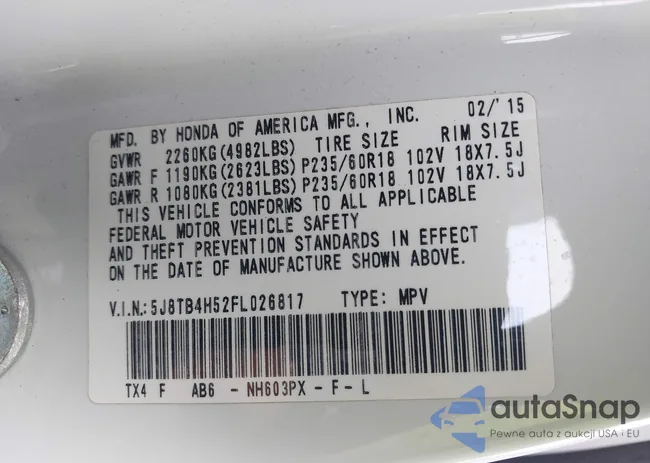 MFD. BY HONDA OF AMERICA MFG., INC. 02/'15
GVWR 2260KG(4982LBS) TIRE SIZE RIM SIZE
GAWR F 1190KG(2623LBS) P235/60R18 102V 18X7.5J
GAWR R 1080KG(2381LBS) P235/60R18 102V 18X7.5J
THIS VEHICLE CONFORMS TO ALL APPLICABLE
FEDERAL MOTOR VEHICLE SAFETY
AND THEFT PREVENTION STANDARDS IN EFFECT
ON THE DATE OF MANUFACTURE SHOWN ABOVE.
V.I.N.:5J8TB4H52FL026817 TYPE: MPV
TX4 F AB6 - NH603PX - F - L
autaSnap
Pewne auta z aukcji USA i EU